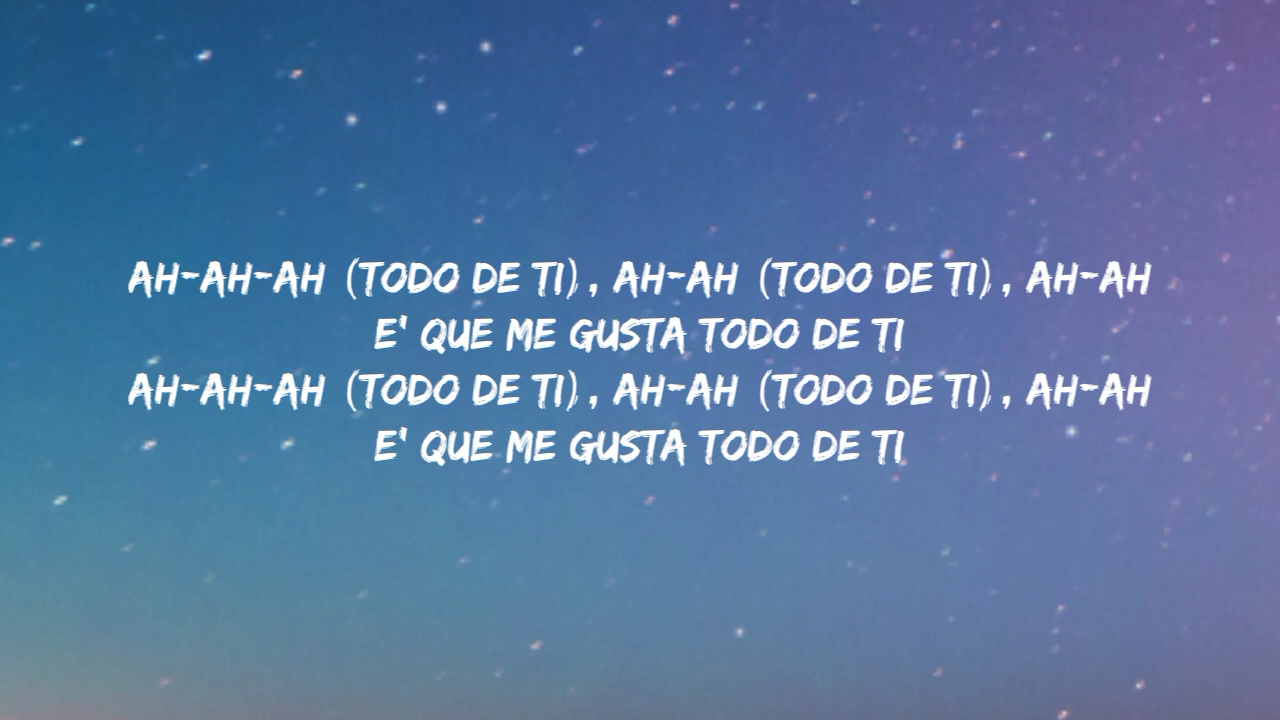 AH-AH-AH (TODO DE TI), AH-AH (TODO DE TI), AH-AH
E' QUE ME GUSTA TODO DE TI
AH-AH-AH (TODO DE TI), AH-AH (TODO DE TI), AH-AH
E' QUE ME GUSTA TODO DE TI